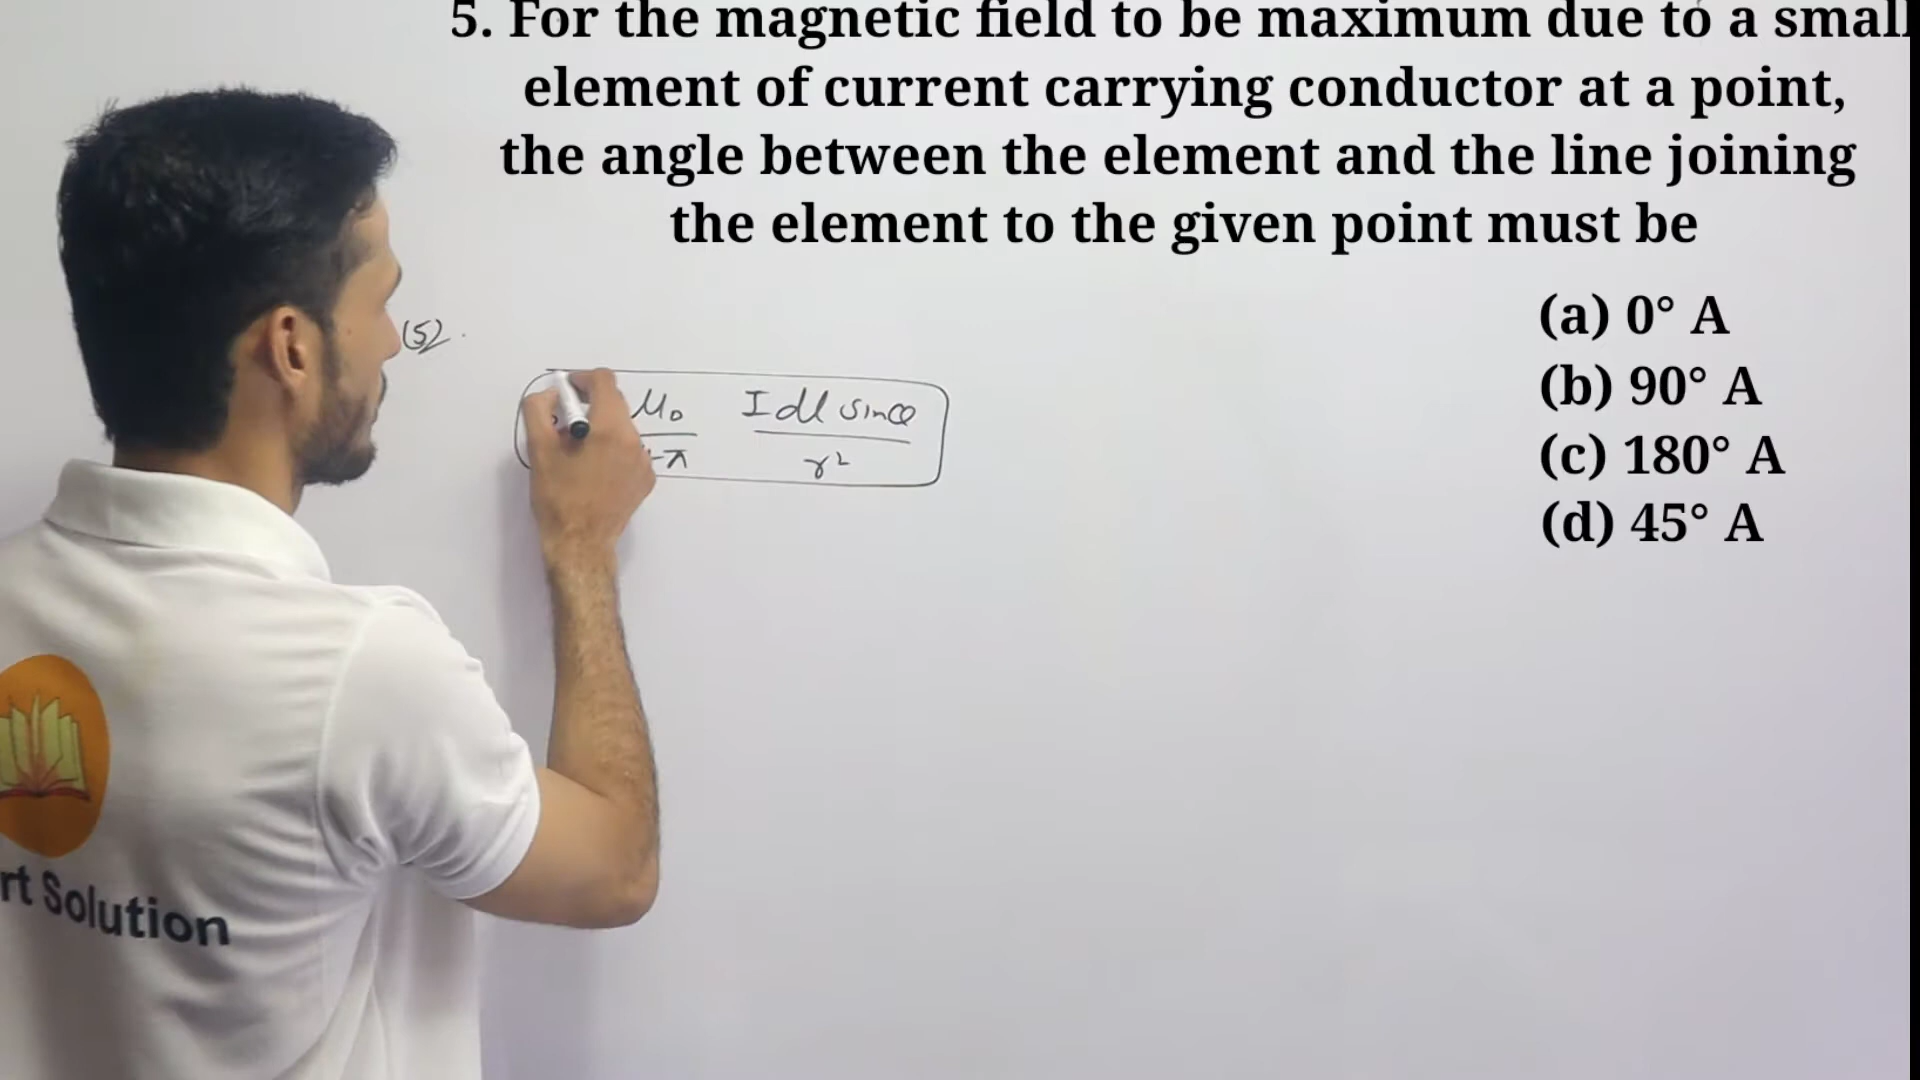 5. For the magnetic field to be maximum due to a small
element of current carrying conductor at a point,
the angle between the element and the line joining
the element to the given point must be
(a) 0° A
(b) 90° A
(c) 180° A
(d) 45° A
(5).
μ₀ I dl sinθ
π r²
rt Solution